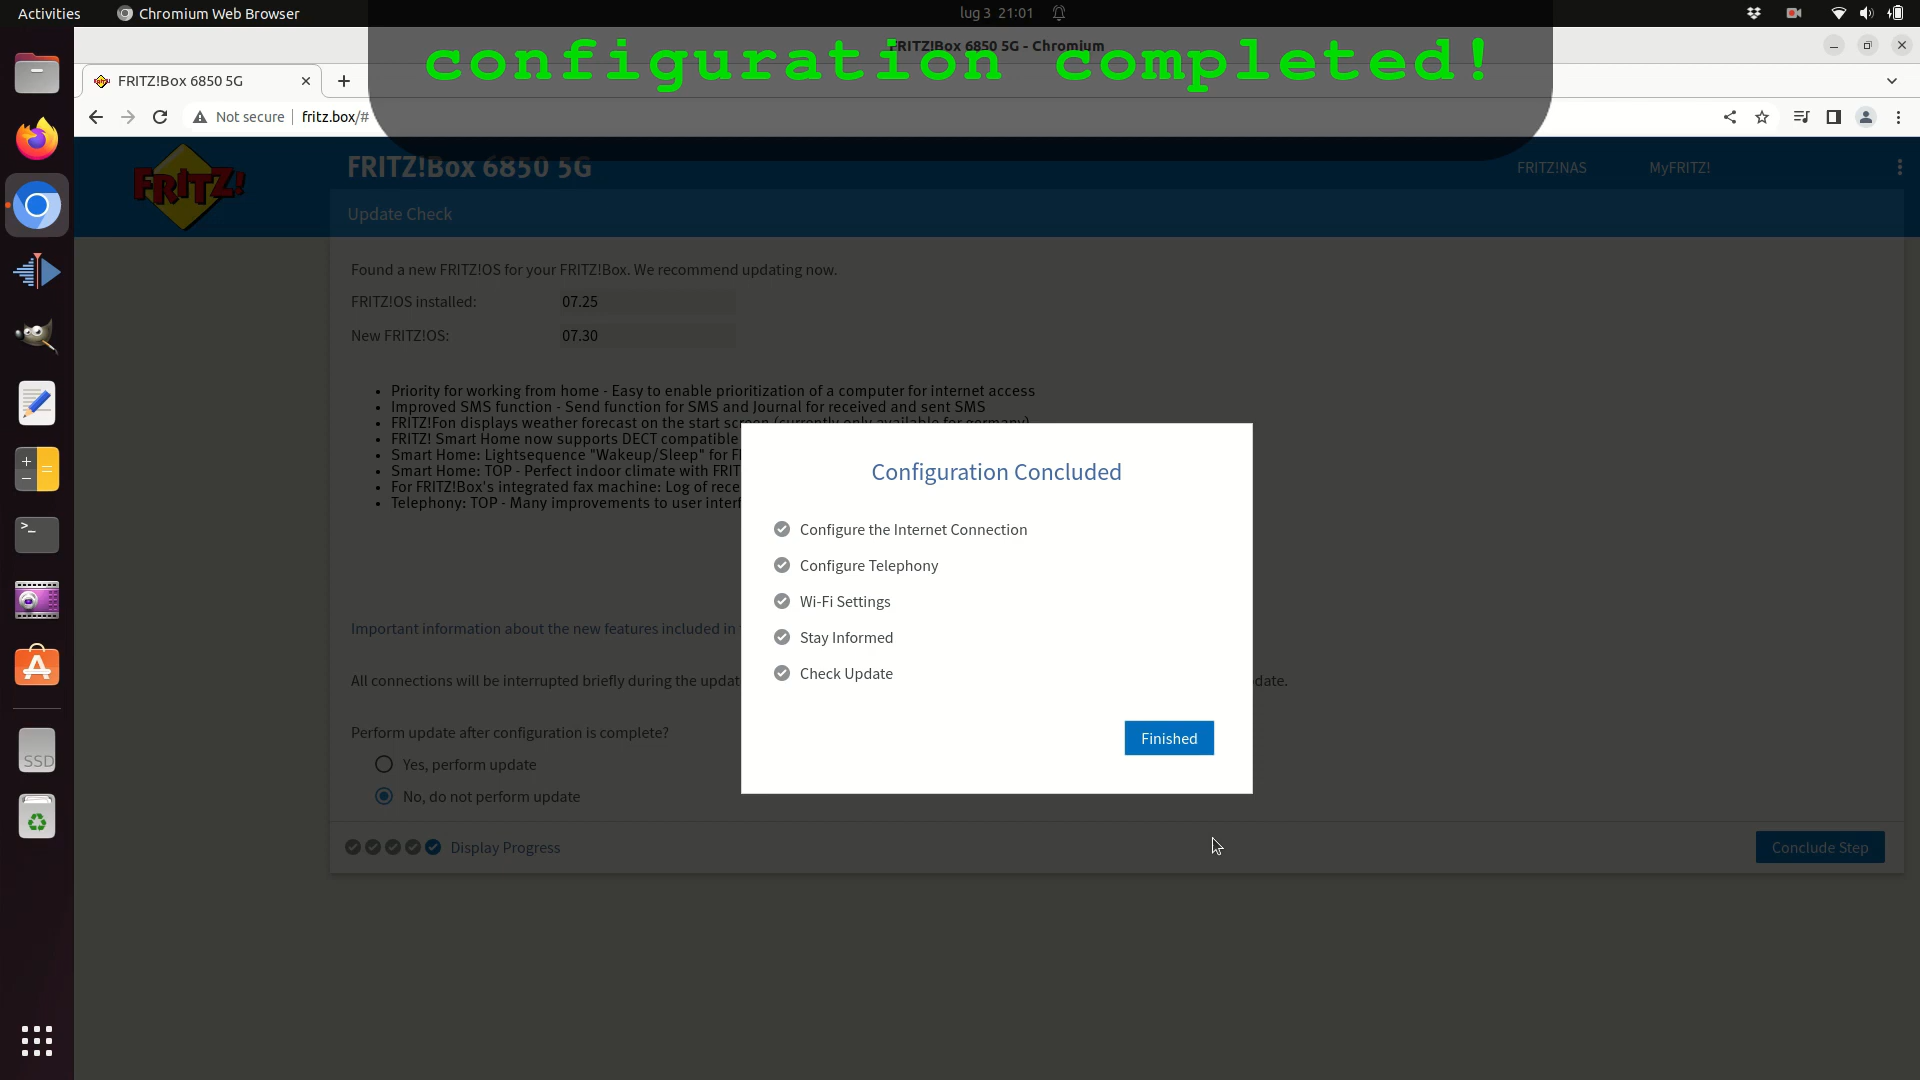 Activities
Chromium Web Browser
lug 3 21:01
FRITZ!Box 6850 5G - Chromium
configuration completed!
FRITZ!Box 6850 5G
Not secure
fritz.box/#
FRITZ!
FRITZ!Box 6850 5G
FRITZ!NAS
MyFRITZ!
Update Check
Found a new FRITZ!OS for your FRITZ!Box. We recommend updating now.
FRITZ!OS installed: 07.25
New FRITZ!OS: 07.30
• Priority for working from home - Easy to enable prioritization of a computer for internet access
• Improved SMS function - Send function for SMS and Journal for received and sent SMS
• FRITZ!Fon displays weather forecast on the start screen (currently only available for germany)
• FRITZ! Smart Home now supports DECT compatible
• Smart Home: Lightsequence "Wakeup/Sleep" for
• Smart Home: TOP - Perfect indoor climate with
• For FRITZ!Box's integrated fax machine: Log of
• Telephony: TOP - Many improvements to user
Configuration Concluded
Configure the Internet Connection
Configure Telephony
Wi-Fi Settings
Stay Informed
Check Update
Finished
Important information about the new features included in
All connections will be interrupted briefly during the
Perform update after configuration is complete?
Yes, perform update
No, do not perform update
Display Progress
Conclude Step
SSD